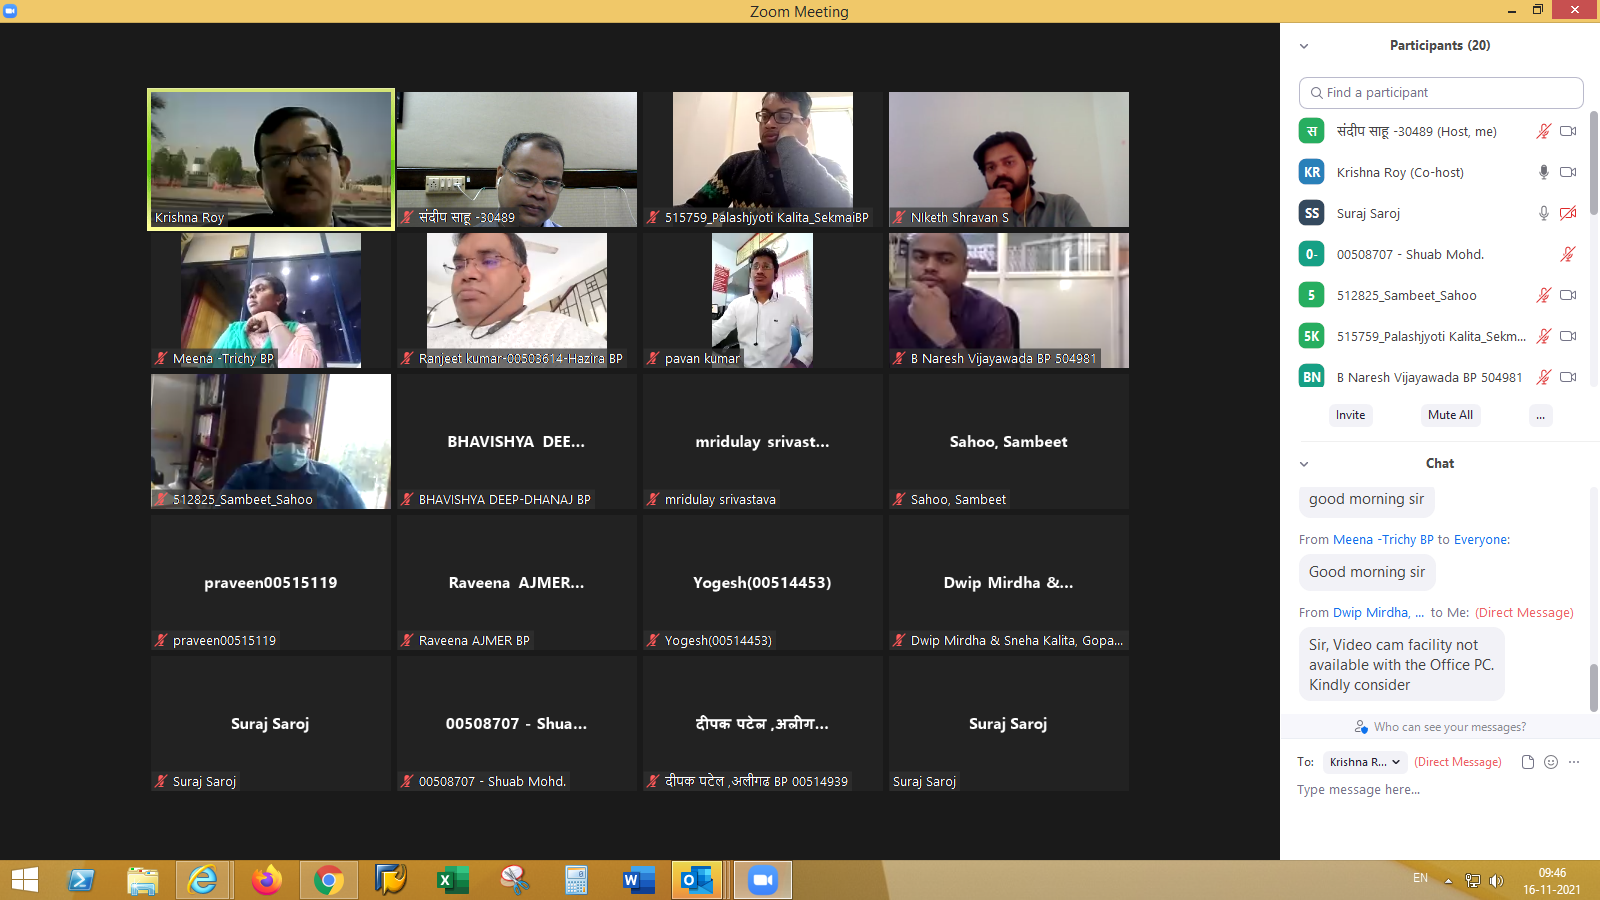 Zoom Meeting
Krishna Roy
संदीप साहू -30489
515759_Palashjyoti Kalita_SekmaiBP
Niketh Shravan S
Meena -Trichy BP
Ranjeet kumar-00503614-Hazira BP
pavan kumar
B Naresh Vijayawada BP 504981
512825_Sambeet_Sahoo
BHAVISHYA DEE...
BHAVISHYA DEEP-DHANAJ BP
mridulay srivast...
mridulay srivastava
Sahoo, Sambeet
Sahoo, Sambeet
praveen00515119
praveen00515119
Raveena AJMER...
Raveena AJMER BP
Yogesh(00514453)
Yogesh(00514453)
Dwip Mirdha &...
Dwip Mirdha & Sneha Kalita, Gopa...
Suraj Saroj
Suraj Saroj
00508707 - Shua...
00508707 - Shuab Mohd.
दीपक पटेल ,अलीग...
दीपक पटेल ,अलीगढ BP 00514939
Suraj Saroj
Suraj Saroj
Participants (20)
Find a participant
स संदीप साहू -30489 (Host, me)
KR Krishna Roy (Co-host)
SS Suraj Saroj
0- 00508707 - Shuab Mohd.
5 512825_Sambeet_Sahoo
5K 515759_Palashjyoti Kalita_Sekm...
BN B Naresh Vijayawada BP 504981
Invite Mute All ...
Chat
good morning sir
From Meena -Trichy BP to Everyone:
Good morning sir
From Dwip Mirdha, ... to Me: (Direct Message)
Sir, Video cam facility not
available with the Office PC.
Kindly consider
Who can see your messages?
To: Krishna R... (Direct Message)
Type message here...
EN
09:46
16-11-2021